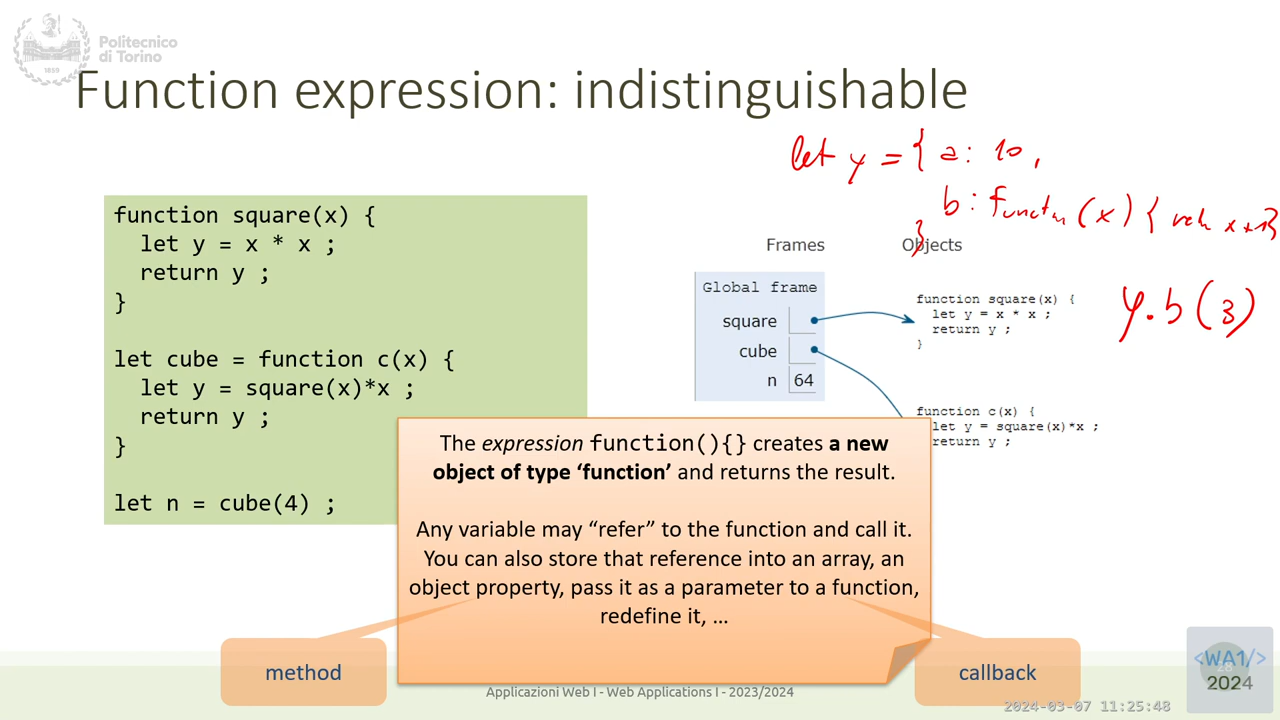 Politecnico
di Torino
1859
Function expression: indistinguishable
let y = { a: 10,
b: function (x) { x+1}
}
function square(x) {
let y = x * x ;
return y ;
}
let cube = function c(x) {
let y = square(x)*x ;
return y ;
}
let n = cube(4) ;
Frames
Objects
Global frame
square
cube
n 64
function square(x) {
let y = x * x ;
return y ;
}
function c(x) {
let y = square(x)*x ;
return y ;
y.b(3)
The expression function(){} creates a new
object of type ‘function’ and returns the result.
Any variable may “refer” to the function and call it.
You can also store that reference into an array, an
object property, pass it as a parameter to a function,
redefine it, …
method
callback
Applicazioni Web I - Web Applications I - 2023/2024
<WA1/>
2024
2024-03-07 11:25:48